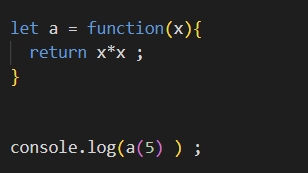 let a = function(x){
  return x*x ;
}
console.log(a(5) ) ;